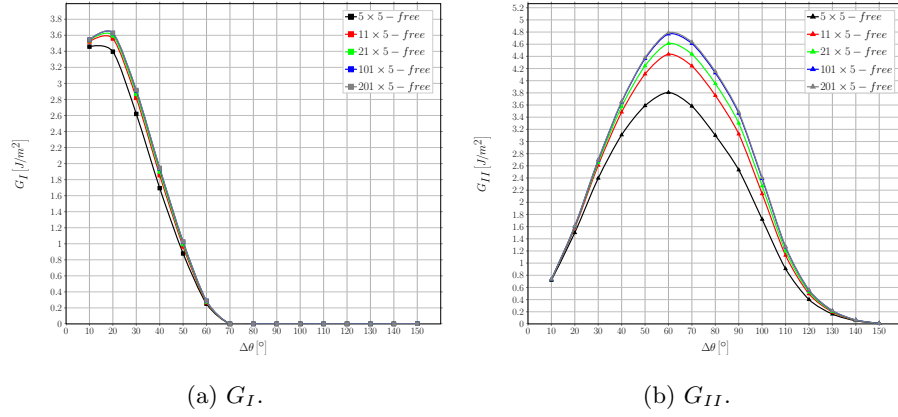 3.8
3.6
3.4
3.2
3
2.8
2.6
2.4
2.2
2
1.8
1.6
1.4
1.2
1
0.8
0.6
0.4
0.2
0
G_I [J/m²]
10 20 30 40 50 60 70 80 90 100 110 120 130 140 150
Δθ [°]
5 × 5 − free
11 × 5 − free
21 × 5 − free
101 × 5 − free
201 × 5 − free
(a) G_I.
5.2
5
4.8
4.6
4.4
4.2
4
3.8
3.6
3.4
3.2
3
2.8
2.6
2.4
2.2
2
1.8
1.6
1.4
1.2
1
0.8
0.6
0.4
0.2
0
G_II [J/m²]
10 20 30 40 50 60 70 80 90 100 110 120 130 140 150
Δθ [°]
5 × 5 − free
11 × 5 − free
21 × 5 − free
101 × 5 − free
201 × 5 − free
(b) G_II.